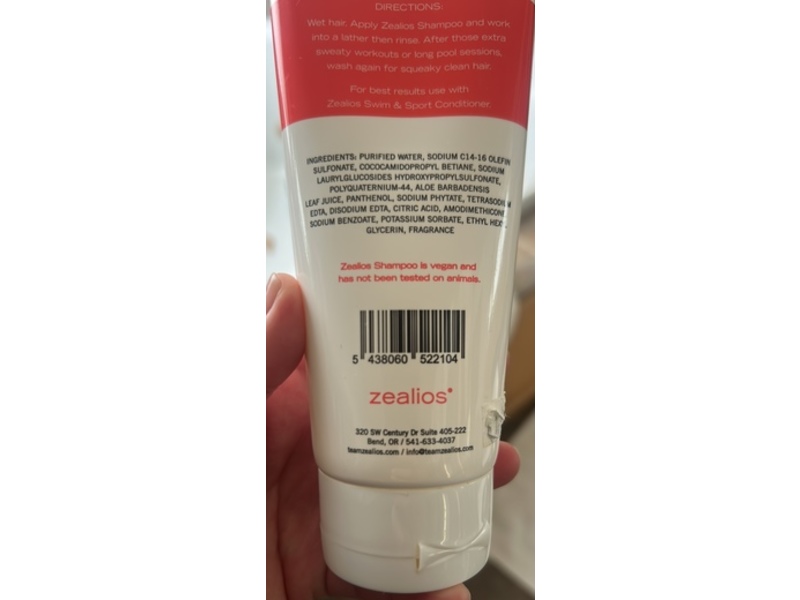 DIRECTIONS:
Wet hair. Apply Zealios Shampoo and work
into a lather then rinse. After those extra
sweaty workouts or long pool sessions,
wash again for squeaky clean hair.
For best results use with
Zealios Swim & Sport Conditioner.
INGREDIENTS: PURIFIED WATER, SODIUM C14-16 OLEFIN
SULFONATE, COCOCAMIDOPROPYL BETIANE, SODIUM
LAURYLGLUCOSIDES HYDROXYPROPYLSULFONATE,
POLYQUATERNIUM-44, ALOE BARBADENSIS
LEAF JUICE, PANTHENOL, SODIUM PHYTATE, TETRASODIUM
EDTA, DISODIUM EDTA, CITRIC ACID, AMODIMETHICONE,
SODIUM BENZOATE, POTASSIUM SORBATE, ETHYL
GLYCERIN, FRAGRANCE
Zealios Shampoo is vegan and
has not been tested on animals.
5 438060 522104
zealios
320 SW Century Dr Suite 405-222
Bend, OR / 541-633-4037
teamzealios.com / info@teamzealios.com